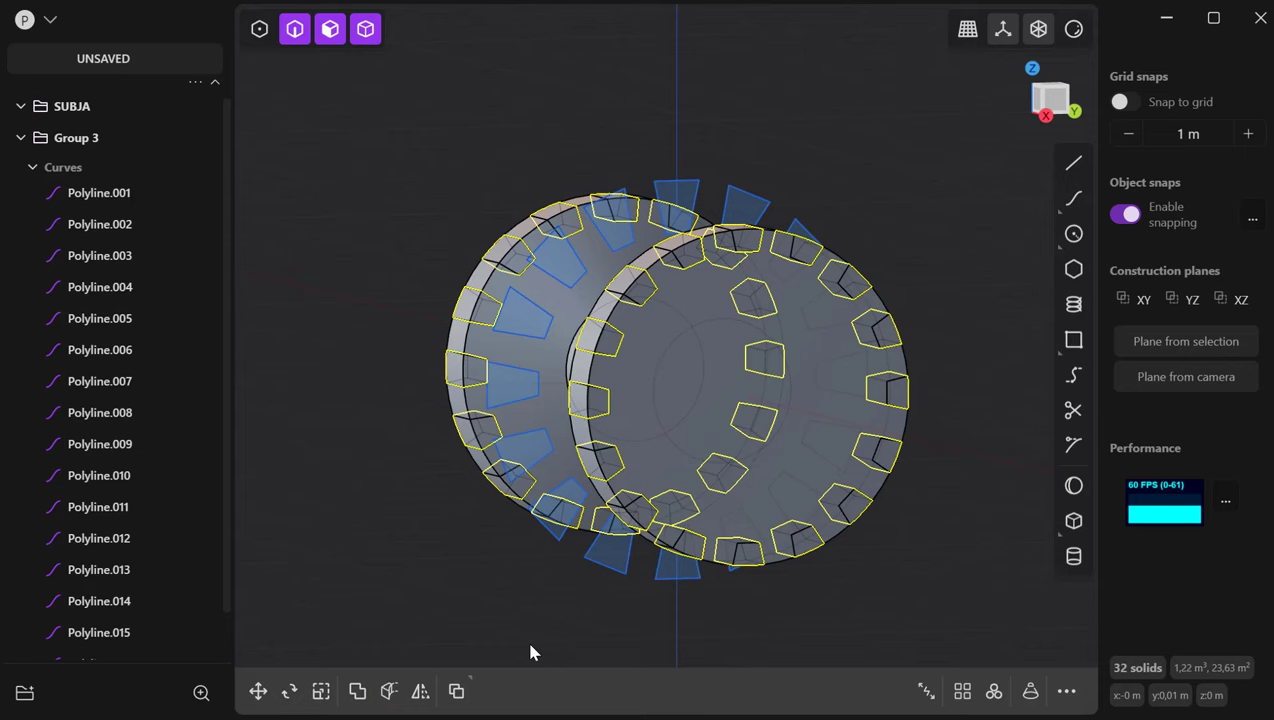 P
UNSAVED
SUBJA
Group 3
Curves
Polyline.001
Polyline.002
Polyline.003
Polyline.004
Polyline.005
Polyline.006
Polyline.007
Polyline.008
Polyline.009
Polyline.010
Polyline.011
Polyline.012
Polyline.013
Polyline.014
Polyline.015
Z
X
Y
Grid snaps
Snap to grid
1 m
Object snaps
Enable
snapping
Construction planes
XY
YZ
XZ
Plane from selection
Plane from camera
Performance
60 FPS (0-61)
32 solids
1,22 m³, 23,63 m²
x:-0 m
y:0,01 m
z:0 m